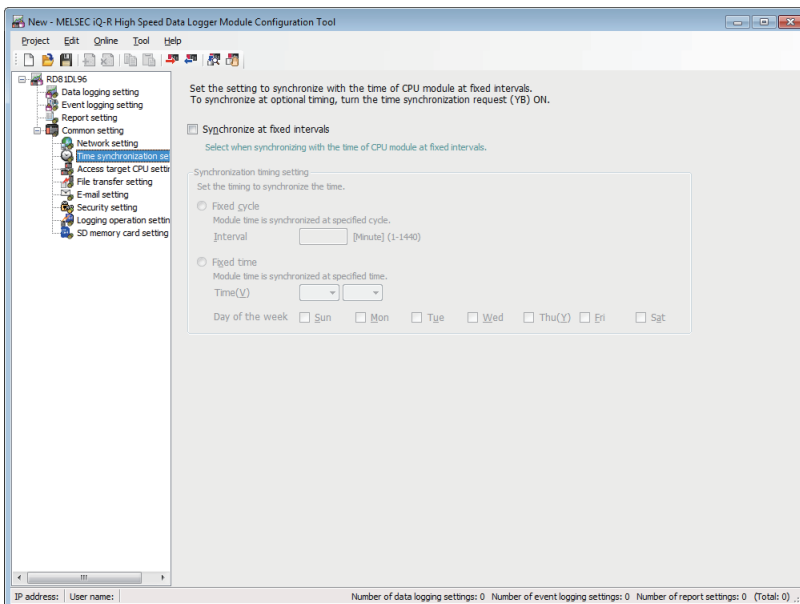 New - MELSEC iQ-R High Speed Data Logger Module Configuration Tool
Project Edit Online Tool Help
RD81DL96
Data logging setting
Event logging setting
Report setting
Common setting
Network setting
Time synchronization se
Access target CPU settin
File transfer setting
E-mail setting
Security setting
Logging operation settin
SD memory card setting
Set the setting to synchronize with the time of CPU module at fixed intervals.
To synchronize at optional timing, turn the time synchronization request (YB) ON.
Synchronize at fixed intervals
Select when synchronizing with the time of CPU module at fixed intervals.
Synchronization timing setting
Set the timing to synchronize the time.
Fixed cycle
Module time is synchronized at specified cycle.
Interval [Minute] (1-1440)
Fixed time
Module time is synchronized at specified time.
Time(V)
Day of the week Sun Mon Tue Wed Thu(Y) Fri Sat
IP address: User name: Number of data logging settings: 0 Number of event logging settings: 0 Number of report settings: 0 (Total: 0)